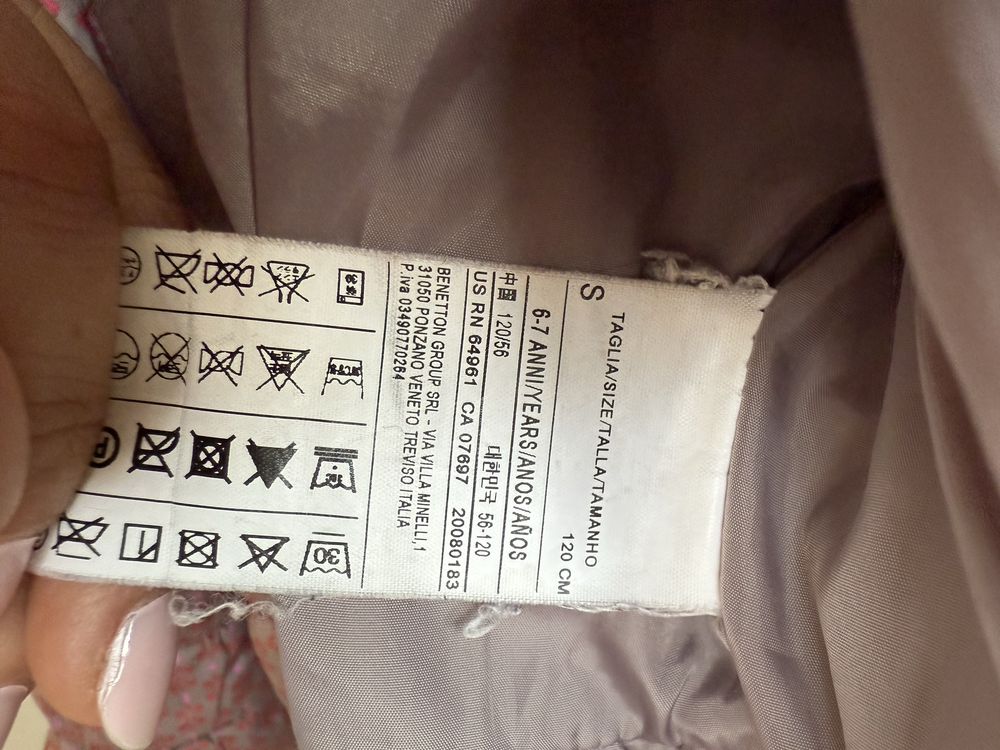 TAGLIA/SIZE/TALLA/TAMANHO
S 120 CM
6-7 ANNI/YEARS/ANOS/AÑOS
中国 120/56 대한민국 56-120
US RN 64961 CA 07697 20080183
BENETTON GROUP SRL - VIA VILLA MINELLI,1
31050 PONZANO VENETO TREVISO ITALIA
P.iva 03490770264
30
P